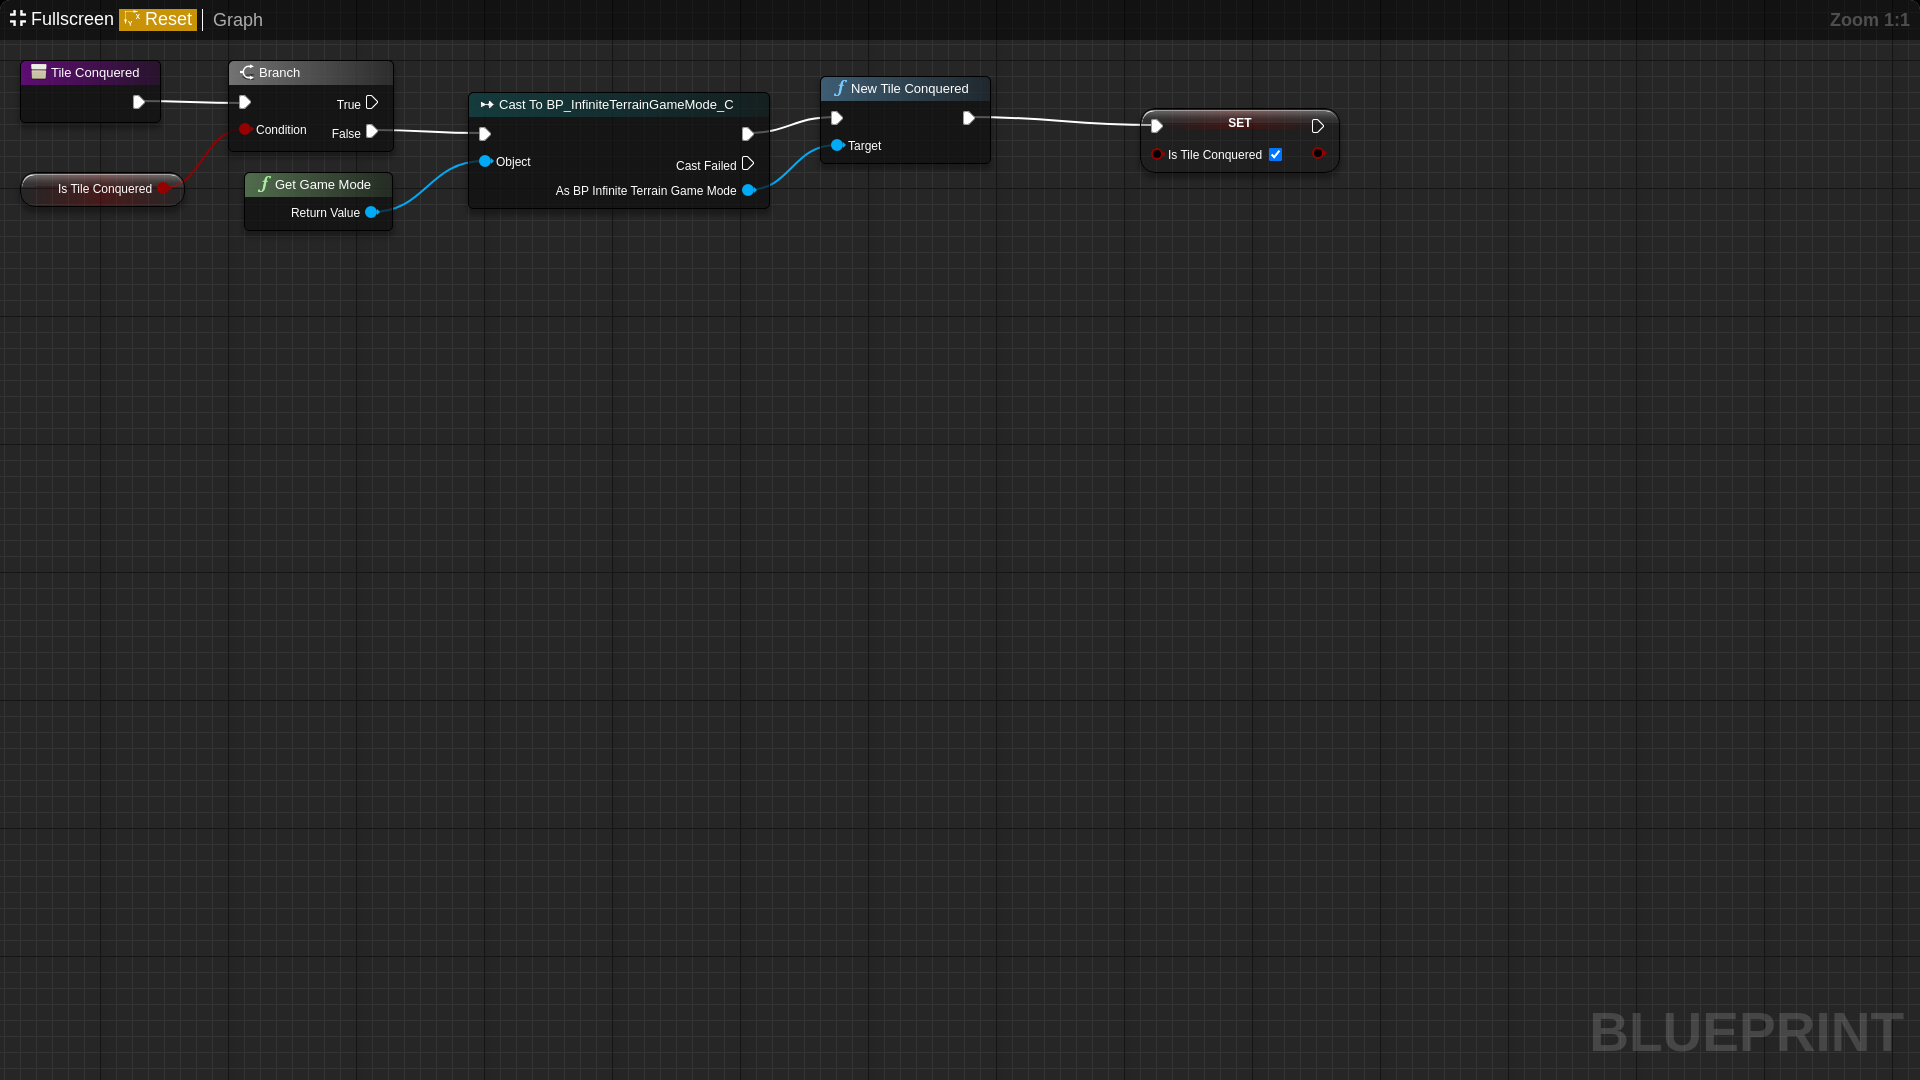 Fullscreen Reset Graph Zoom 1:1
Tile Conquered
Branch
True
Condition False
Is Tile Conquered
Get Game Mode
Return Value
Cast To BP_InfiniteTerrainGameMode_C
Object
Cast Failed
As BP Infinite Terrain Game Mode
New Tile Conquered
Target
SET
Is Tile Conquered
BLUEPRINT